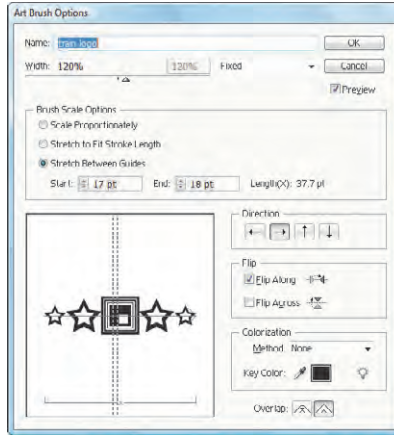 Art Brush Options
Name: train logo
OK
Width: 120% 120% Fixed
Cancel
Preview
Brush Scale Options
Scale Proportionately
Stretch to Fit Stroke Length
Stretch Between Guides
Start: 17 pt End: 18 pt Length(X): 37.7 pt
Direction
Flip
Flip Along
Flip Across
Colorization
Method: None
Key Color:
Overlap: